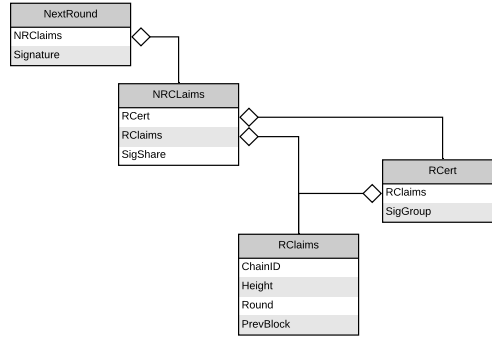 NextRound
NRClaims
Signature
NRCLaims
RCert
RClaims
SigShare
RCert
RClaims
SigGroup
RClaims
ChainID
Height
Round
PrevBlock